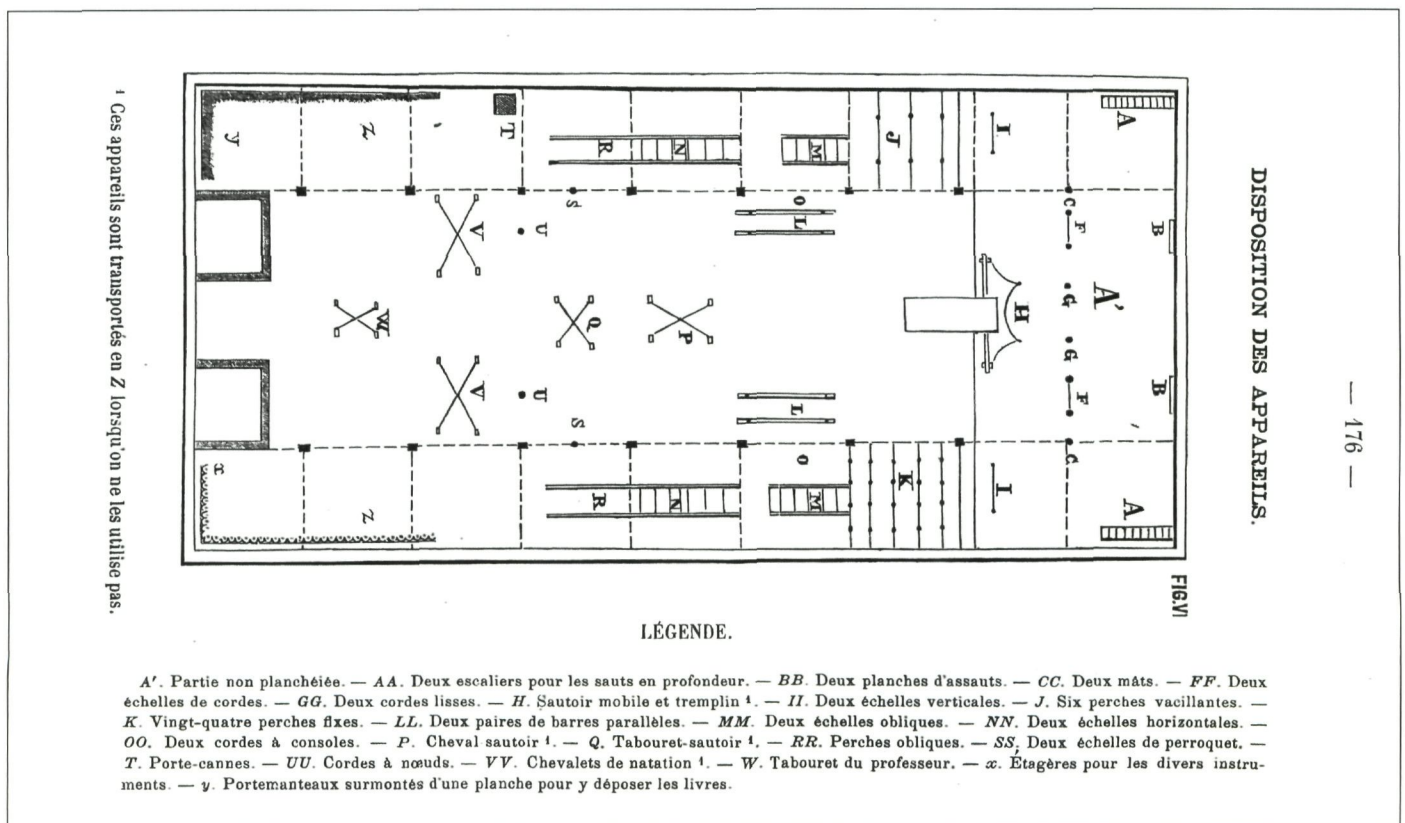 — 176 —
DISPOSITION DES APPAREILS.
FIG.VI
A
B
C
F
A'
G
G
F
B
C
A
I
H
I
J
K
M
O
L
L
O
M
N
R
N
R
P
Q
S
S
T
U
U
V
V
W
Z
Z
y
¹ Ces appareils sont transportés en Z lorsqu'on ne les utilise pas.
LÉGENDE.
A'. Partie non planchéiée. — AA. Deux escaliers pour les sauts en profondeur. — BB. Deux planches d'assauts. — CC. Deux mâts. — FF. Deux
échelles de cordes. — GG. Deux cordes lisses. — H. Sautoir mobile et tremplin ¹. — II. Deux échelles verticales. — J. Six perches vacillantes. —
K. Vingt-quatre perches fixes. — LL. Deux paires de barres parallèles. — MM. Deux échelles obliques. — NN. Deux échelles horizontales. —
OO. Deux cordes à consoles. — P. Cheval sautoir ¹. — Q. Tabouret-sautoir ¹. — RR. Perches obliques. — SS. Deux échelles de perroquet. —
T. Porte-cannes. — UU. Cordes à nœuds. — VV. Chevalets de natation ¹. — W. Tabouret du professeur. — x. Étagères pour les divers instru-
ments. — y. Portemanteaux surmontés d'une planche pour y déposer les livres.